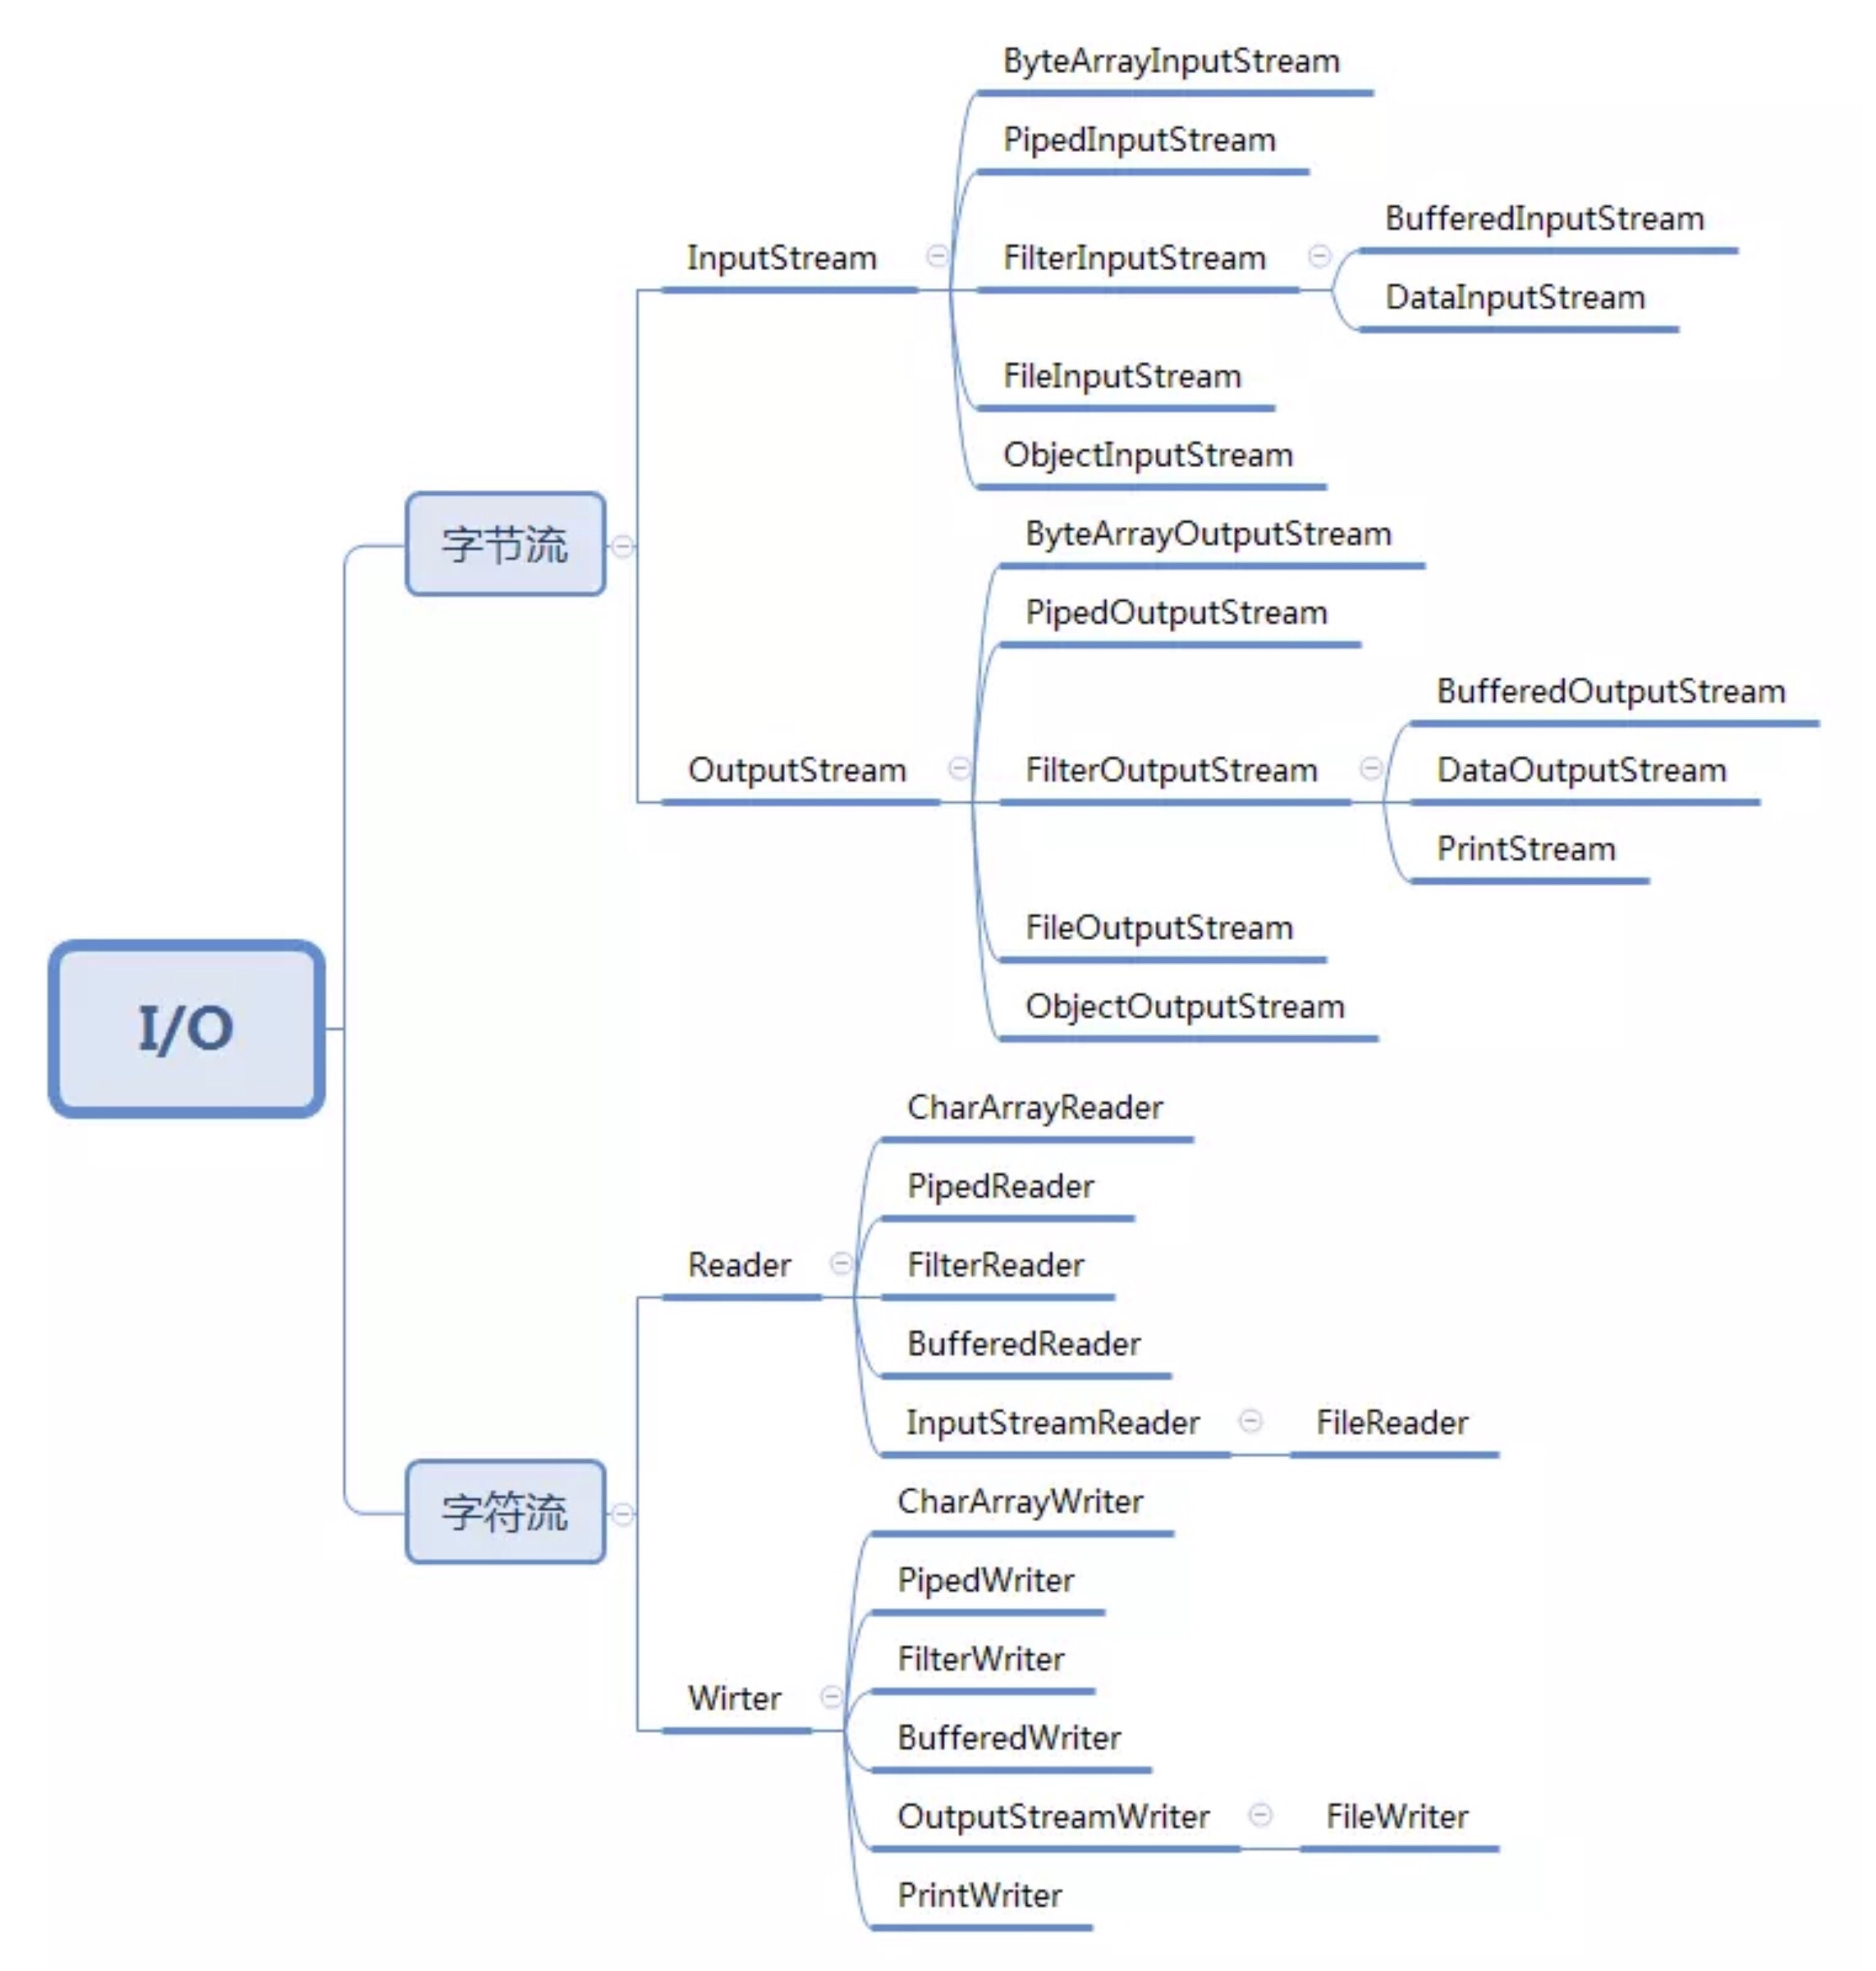 I/O
字节流
InputStream
ByteArrayInputStream
PipedInputStream
FilterInputStream
BufferedInputStream
DataInputStream
FileInputStream
ObjectInputStream
OutputStream
ByteArrayOutputStream
PipedOutputStream
FilterOutputStream
BufferedOutputStream
DataOutputStream
PrintStream
FileOutputStream
ObjectOutputStream
字符流
Reader
CharArrayReader
PipedReader
FilterReader
BufferedReader
InputStreamReader
FileReader
Wirter
CharArrayWriter
PipedWriter
FilterWriter
BufferedWriter
OutputStreamWriter
FileWriter
PrintWriter